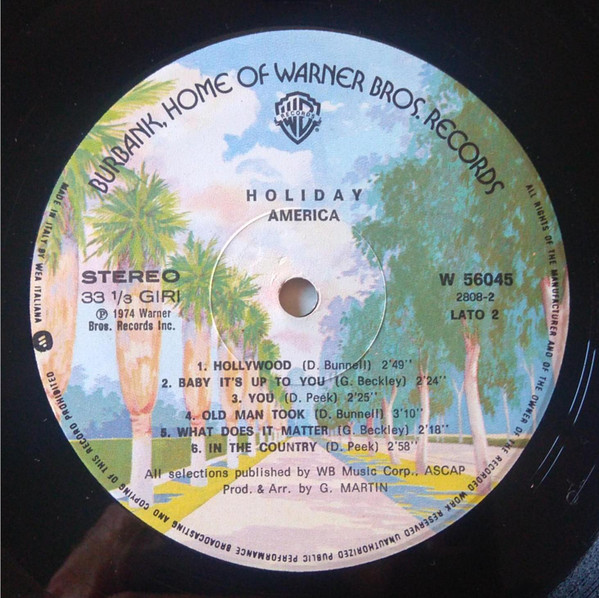 BURBANK, HOME OF WARNER BROS. RECORDS
RECORDS
HOLIDAY
AMERICA
STEREO
33 1/3 GIRI
℗ 1974 Warner
Bros. Records Inc.
W 56045
2808-2
LATO 2
1. HOLLYWOOD (D. Bunnell) 2'49''
2. BABY IT'S UP TO YOU (G. Beckley) 2'24''
3. YOU (D. Peek) 2'25''
4. OLD MAN TOOK (D. Bunnell) 3'10''
5. WHAT DOES IT MATTER (G. Beckley) 2'18''
6. IN THE COUNTRY (D. Peek) 2'58''
All selections published by WB Music Corp., ASCAP
Prod. & Arr. by G. MARTIN
MADE IN ITALY BY WEA ITALIANA
ALL RIGHTS OF THE MANUFACTURER AND OF THE OWNER OF THE RECORDED WORK RESERVED UNAUTHORIZED PUBLIC PERFORMANCE BROADCASTING AND COPYING OF THIS RECORD PROHIBITED